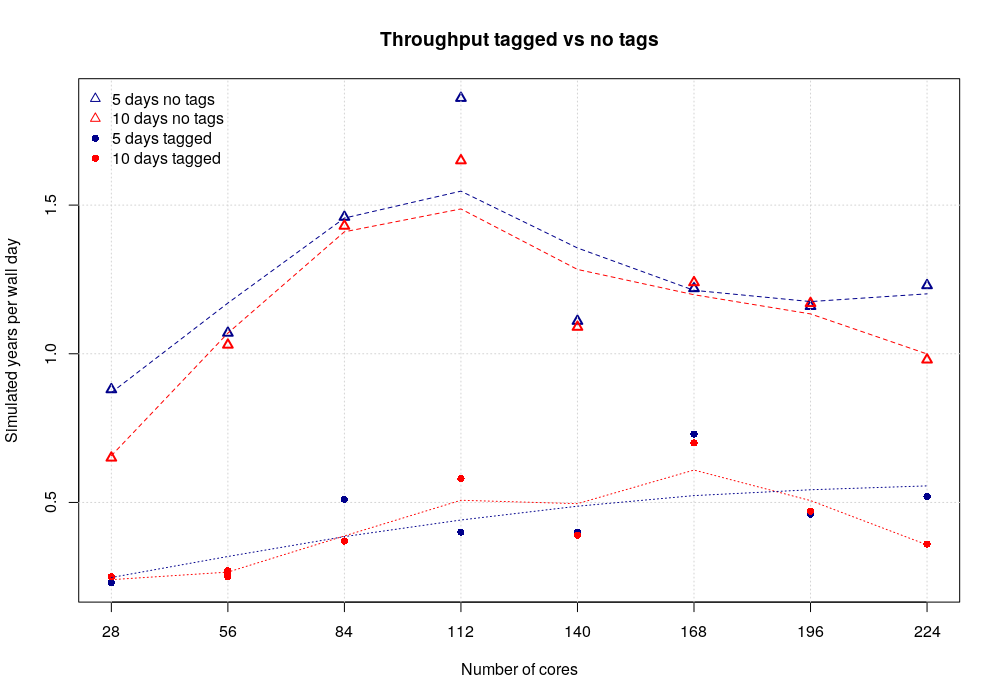 Throughput tagged vs no tags
5 days no tags
10 days no tags
5 days tagged
10 days tagged
1.5
1.0
0.5
SImulated years per wall day
28 56 84 112 140 168 196 224
Number of cores